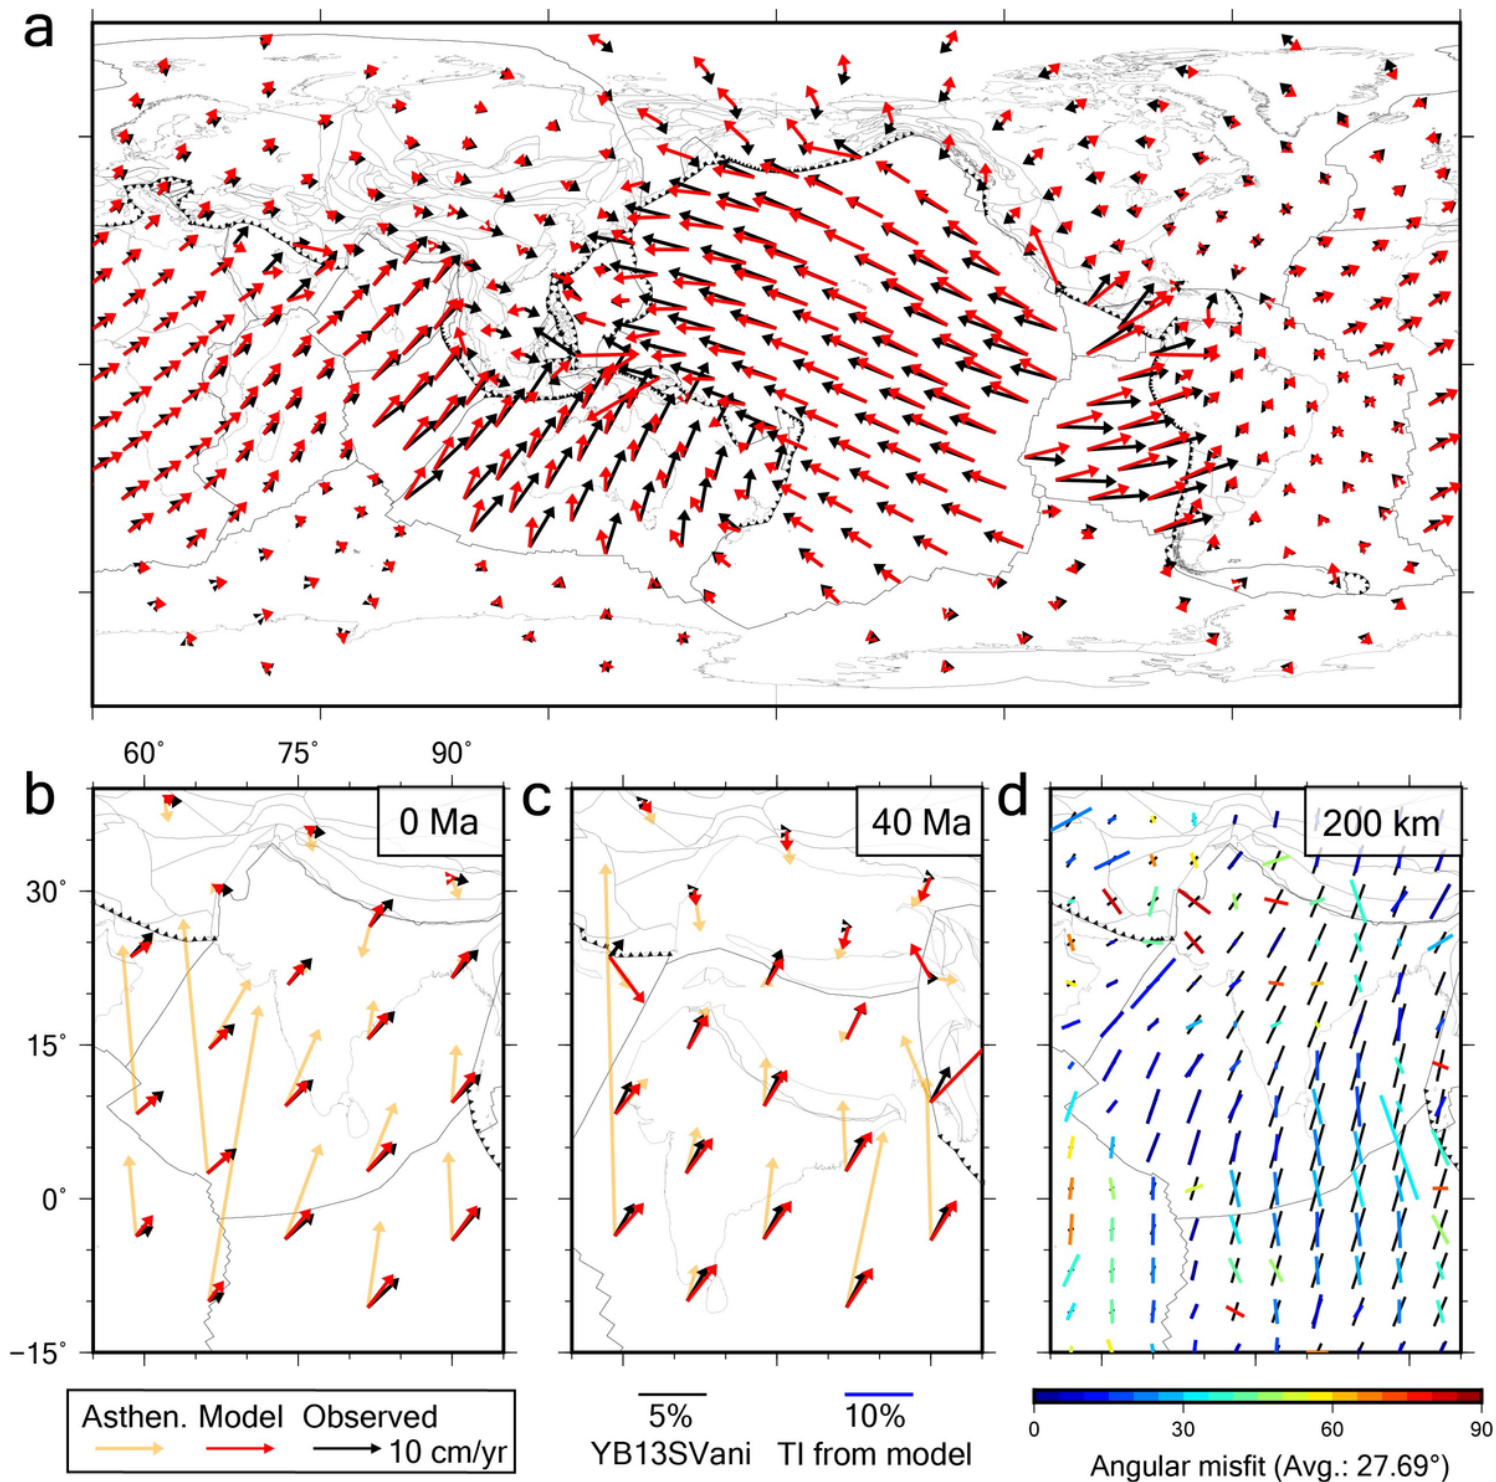 a
60° 75° 90°
b c d
0 Ma 40 Ma 200 km
30°
15°
0°
−15°
Asthen. Model Observed
10 cm/yr
5% 10%
YB13SVani TI from model
0 30 60 90
Angular misfit (Avg.: 27.69°)